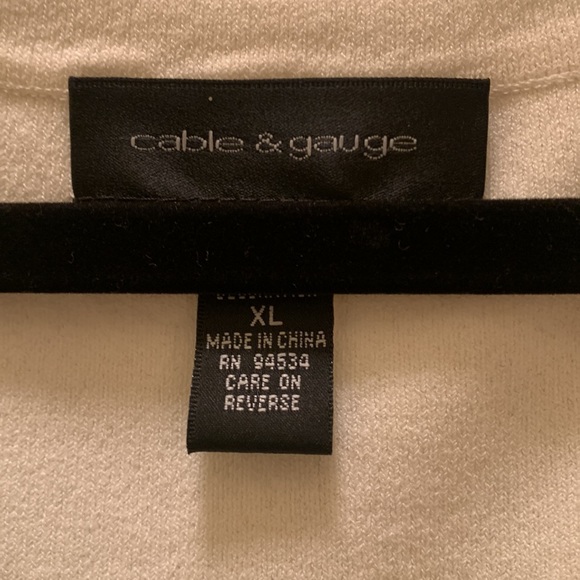 cable & gauge
XL
MADE IN CHINA
RN 94534
CARE ON
REVERSE